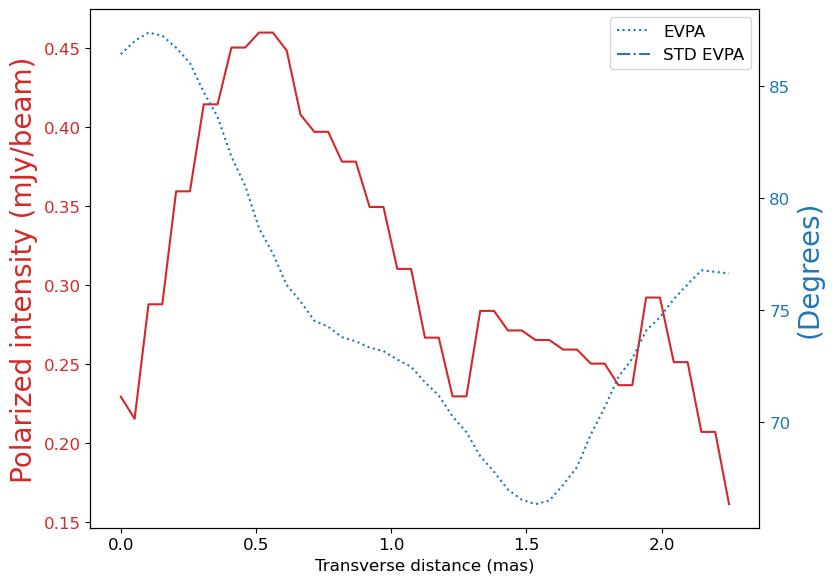 Polarized intensity (mJy/beam)
0.45
0.40
0.35
0.30
0.25
0.20
0.15
EVPA
STD EVPA
85
80
75
70
(Degrees)
0.0 0.5 1.0 1.5 2.0
Transverse distance (mas)